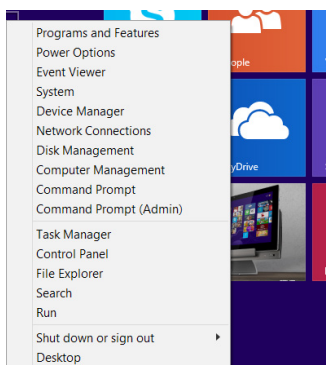 Programs and Features
Power Options
Event Viewer
System
Device Manager
Network Connections
Disk Management
Computer Management
Command Prompt
Command Prompt (Admin)
Task Manager
Control Panel
File Explorer
Search
Run
Shut down or sign out
Desktop
ople
yDrive